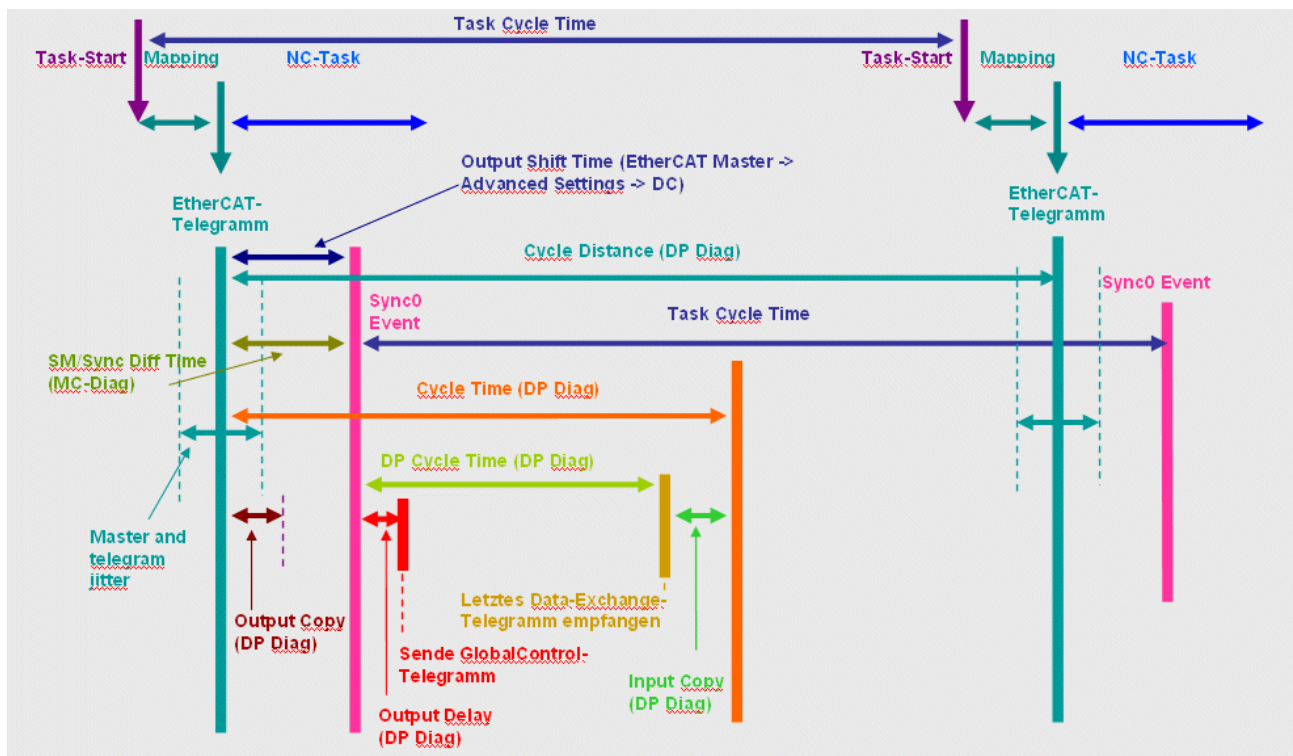 Task Cycle Time
Task-Start
Mapping
NC-Task
Task-Start
Mapping
NC-Task
Output Shift Time (EtherCAT Master ->
Advanced Settings -> DC)
EtherCAT-
Telegramm
EtherCAT-
Telegramm
Cycle Distance (DP Diag)
Sync0
Event
Sync0 Event
Task Cycle Time
SM/Sync Diff Time
(MC-Diag)
Cycle Time (DP Diag)
DP Cycle Time (DP Diag)
Master and
telegram
jitter
Output Copy
(DP Diag)
Letztes Data-Exchange-
Telegramm empfangen
Sende GlobalControl-
Telegramm
Input Copy
(DP Diag)
Output Delay
(DP Diag)